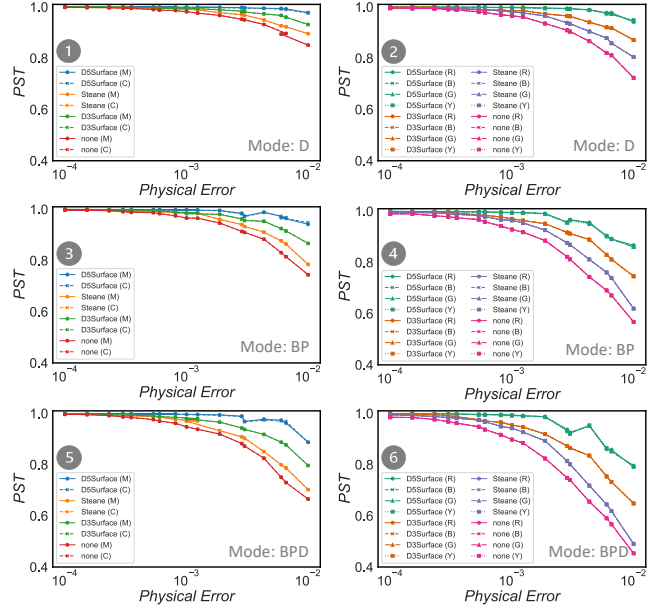 1.0
0.8
0.6
0.4
PST
1
D5Surface (M)
D5Surface (C)
Steane (M)
Steane (C)
D3Surface (M)
D3Surface (C)
none (M)
none (C)
Mode: D
10⁻⁴
10⁻³
10⁻²
Physical Error
1.0
0.8
0.6
0.4
PST
2
D5Surface (R)
D5Surface (B)
D5Surface (G)
D5Surface (Y)
D3Surface (R)
D3Surface (B)
D3Surface (G)
D3Surface (Y)
Steane (R)
Steane (B)
Steane (G)
Steane (Y)
none (R)
none (B)
none (G)
none (Y)
Mode: D
10⁻⁴
10⁻³
10⁻²
Physical Error
1.0
0.8
0.6
0.4
PST
3
D5Surface (M)
D5Surface (C)
Steane (M)
Steane (C)
D3Surface (M)
D3Surface (C)
none (M)
none (C)
Mode: BP
10⁻⁴
10⁻³
10⁻²
Physical Error
1.0
0.8
0.6
0.4
PST
4
D5Surface (R)
D5Surface (B)
D5Surface (G)
D5Surface (Y)
D3Surface (R)
D3Surface (B)
D3Surface (G)
D3Surface (Y)
Steane (R)
Steane (B)
Steane (G)
Steane (Y)
none (R)
none (B)
none (G)
none (Y)
Mode: BP
10⁻⁴
10⁻³
10⁻²
Physical Error
1.0
0.8
0.6
0.4
PST
5
D5Surface (M)
D5Surface (C)
Steane (M)
Steane (C)
D3Surface (M)
D3Surface (C)
none (M)
none (C)
Mode: BPD
10⁻⁴
10⁻³
10⁻²
Physical Error
1.0
0.8
0.6
0.4
PST
6
D5Surface (R)
D5Surface (B)
D5Surface (G)
D5Surface (Y)
D3Surface (R)
D3Surface (B)
D3Surface (G)
D3Surface (Y)
Steane (R)
Steane (B)
Steane (G)
Steane (Y)
none (R)
none (B)
none (G)
none (Y)
Mode: BPD
10⁻⁴
10⁻³
10⁻²
Physical Error